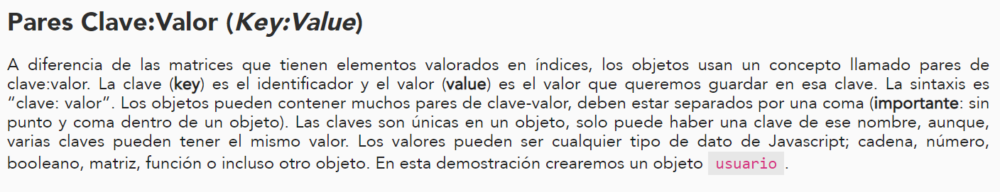 Pares Clave:Valor (Key:Value)
A diferencia de las matrices que tienen elementos valorados en índices, los objetos usan un concepto llamado pares de
clave:valor. La clave (key) es el identificador y el valor (value) es el valor que queremos guardar en esa clave. La sintaxis es
“clave: valor”. Los objetos pueden contener muchos pares de clave-valor, deben estar separados por una coma (importante: sin
punto y coma dentro de un objeto). Las claves son únicas en un objeto, solo puede haber una clave de ese nombre, aunque,
varias claves pueden tener el mismo valor. Los valores pueden ser cualquier tipo de dato de Javascript; cadena, número,
booleano, matriz, función o incluso otro objeto. En esta demostración crearemos un objeto usuario.